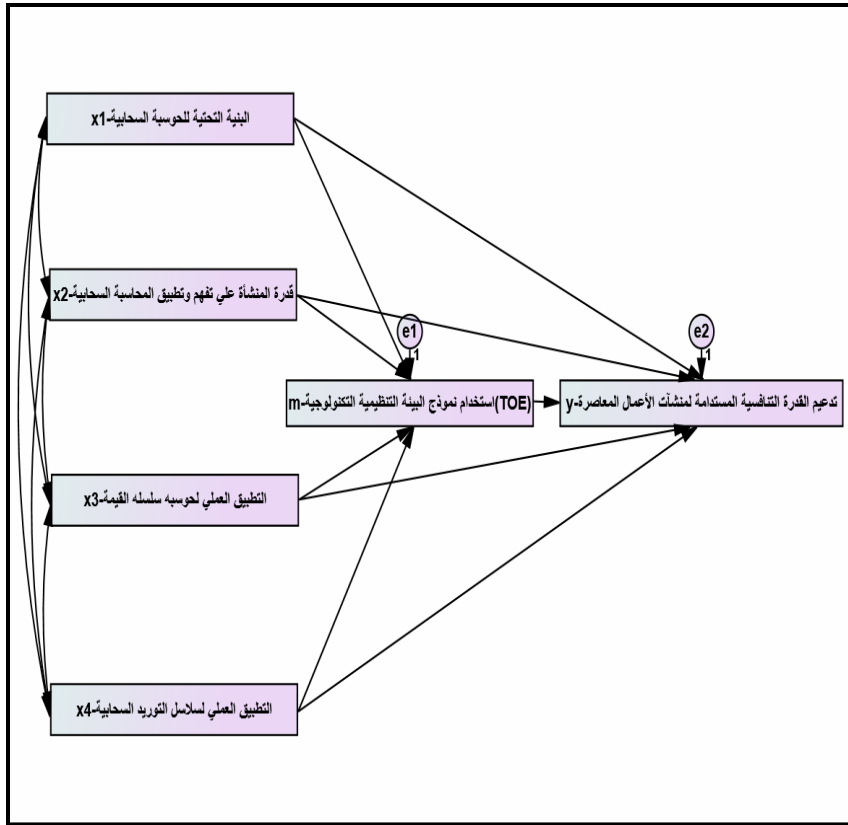 البنية التحتية للحوسبة السحابية-x1
قدرة المنشأة علي تفهم وتطبيق المحاسبة السحابية-x2
e1
1
e2
1
استخدام نموذج البيئة التنظيمية التكنولوجية(TOE)-m
تدعيم القدرة التنافسية المستدامة لمنشآت الأعمال المعاصرة-y
التطبيق العملي لحوسبه سلسله القيمة-x3
التطبيق العملي لسلاسل التوريد السحابية-x4